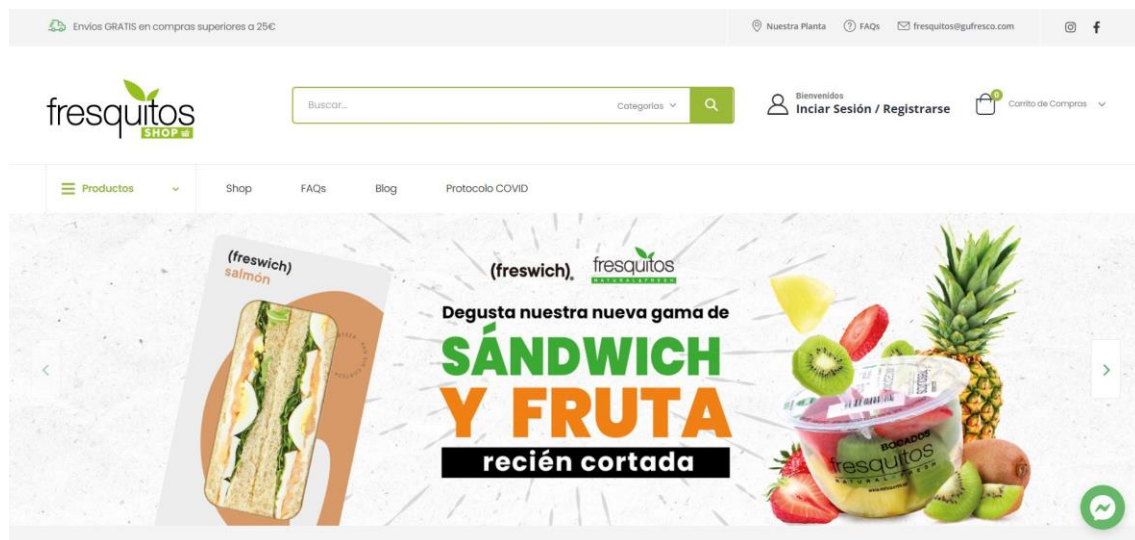 Envíos GRATIS en compras superiores a 25€
Nuestra Planta
FAQs
fresquitos@gufresco.com
fresquitos
SHOP
Buscar...
Categorías
Bienvenidos
Inciar Sesión / Registrarse
0
Carrito de Compras
Productos
Shop
FAQs
Blog
Protocolo COVID
(freswich)
salmón
(freswich)
fresquitos
NATURAL&FRESH
Degusta nuestra nueva gama de
SÁNDWICH
Y FRUTA
recién cortada
BOCADOS
fresquitos